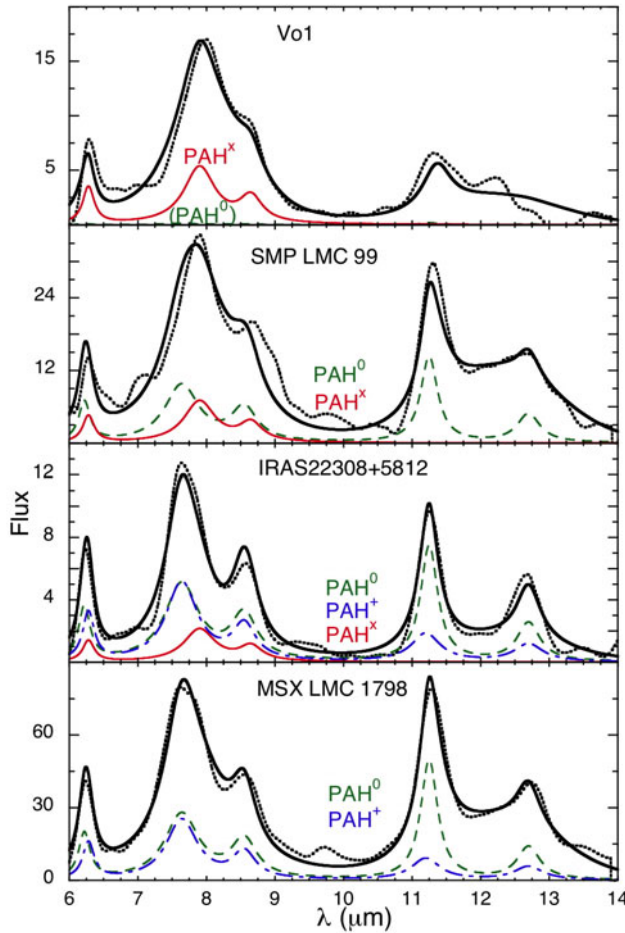 Vo1
15
PAHˣ
5
(PAH⁰)
SMP LMC 99
24
12
PAH⁰
PAHˣ
12
IRAS22308+5812
Flux
8
PAH⁰
PAH⁺
4
PAHˣ
MSX LMC 1798
60
PAH⁰
30
PAH⁺
0
6 7 8 9 10 11 12 13 14
λ (μm)